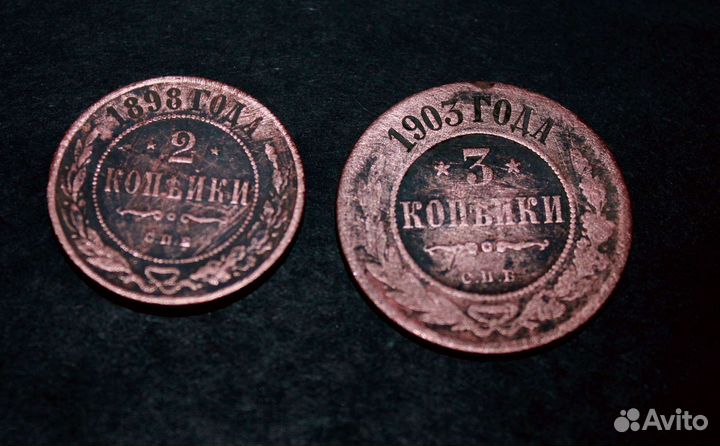 1898 ГОДА
2
КОПѢЙКИ
С.П.Б.
1903 ГОДА
3
КОПѢЙКИ
С.П.Б.
Avito